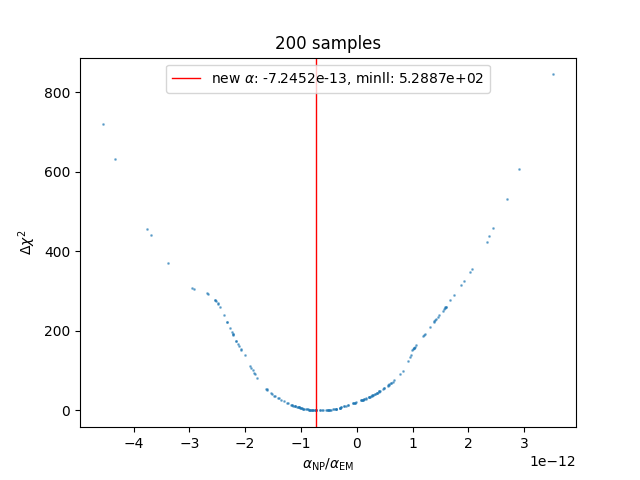 200 samples
new α: -7.2452e-13, minll: 5.2887e+02
Δχ²
800
600
400
200
0
−4 −3 −2 −1 0 1 2 3
1e−12
α_NP/α_EM